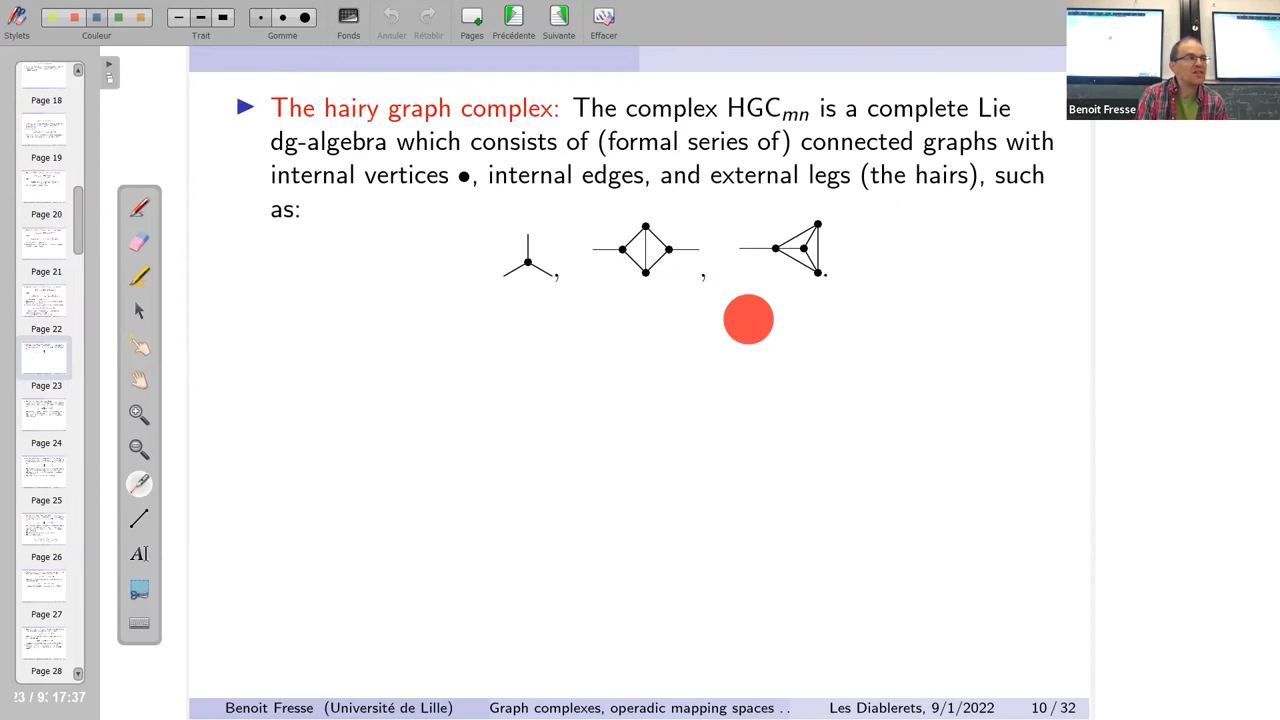 Stylets Couleur Trait Gomme Fonds Annuler Rétablir Pages Précédente Suivante Effacer
Benoit Fresse
Page 18
Page 19
Page 20
Page 21
Page 22
Page 23
Page 24
Page 25
Page 26
Page 27
Page 28
17:37
AI
The hairy graph complex: The complex HGCmn is a complete Lie
dg-algebra which consists of (formal series of) connected graphs with
internal vertices •, internal edges, and external legs (the hairs), such
as:
, , .
Benoit Fresse (Université de Lille) Graph complexes, operadic mapping spaces . . Les Diablerets, 9/1/2022 10 / 32